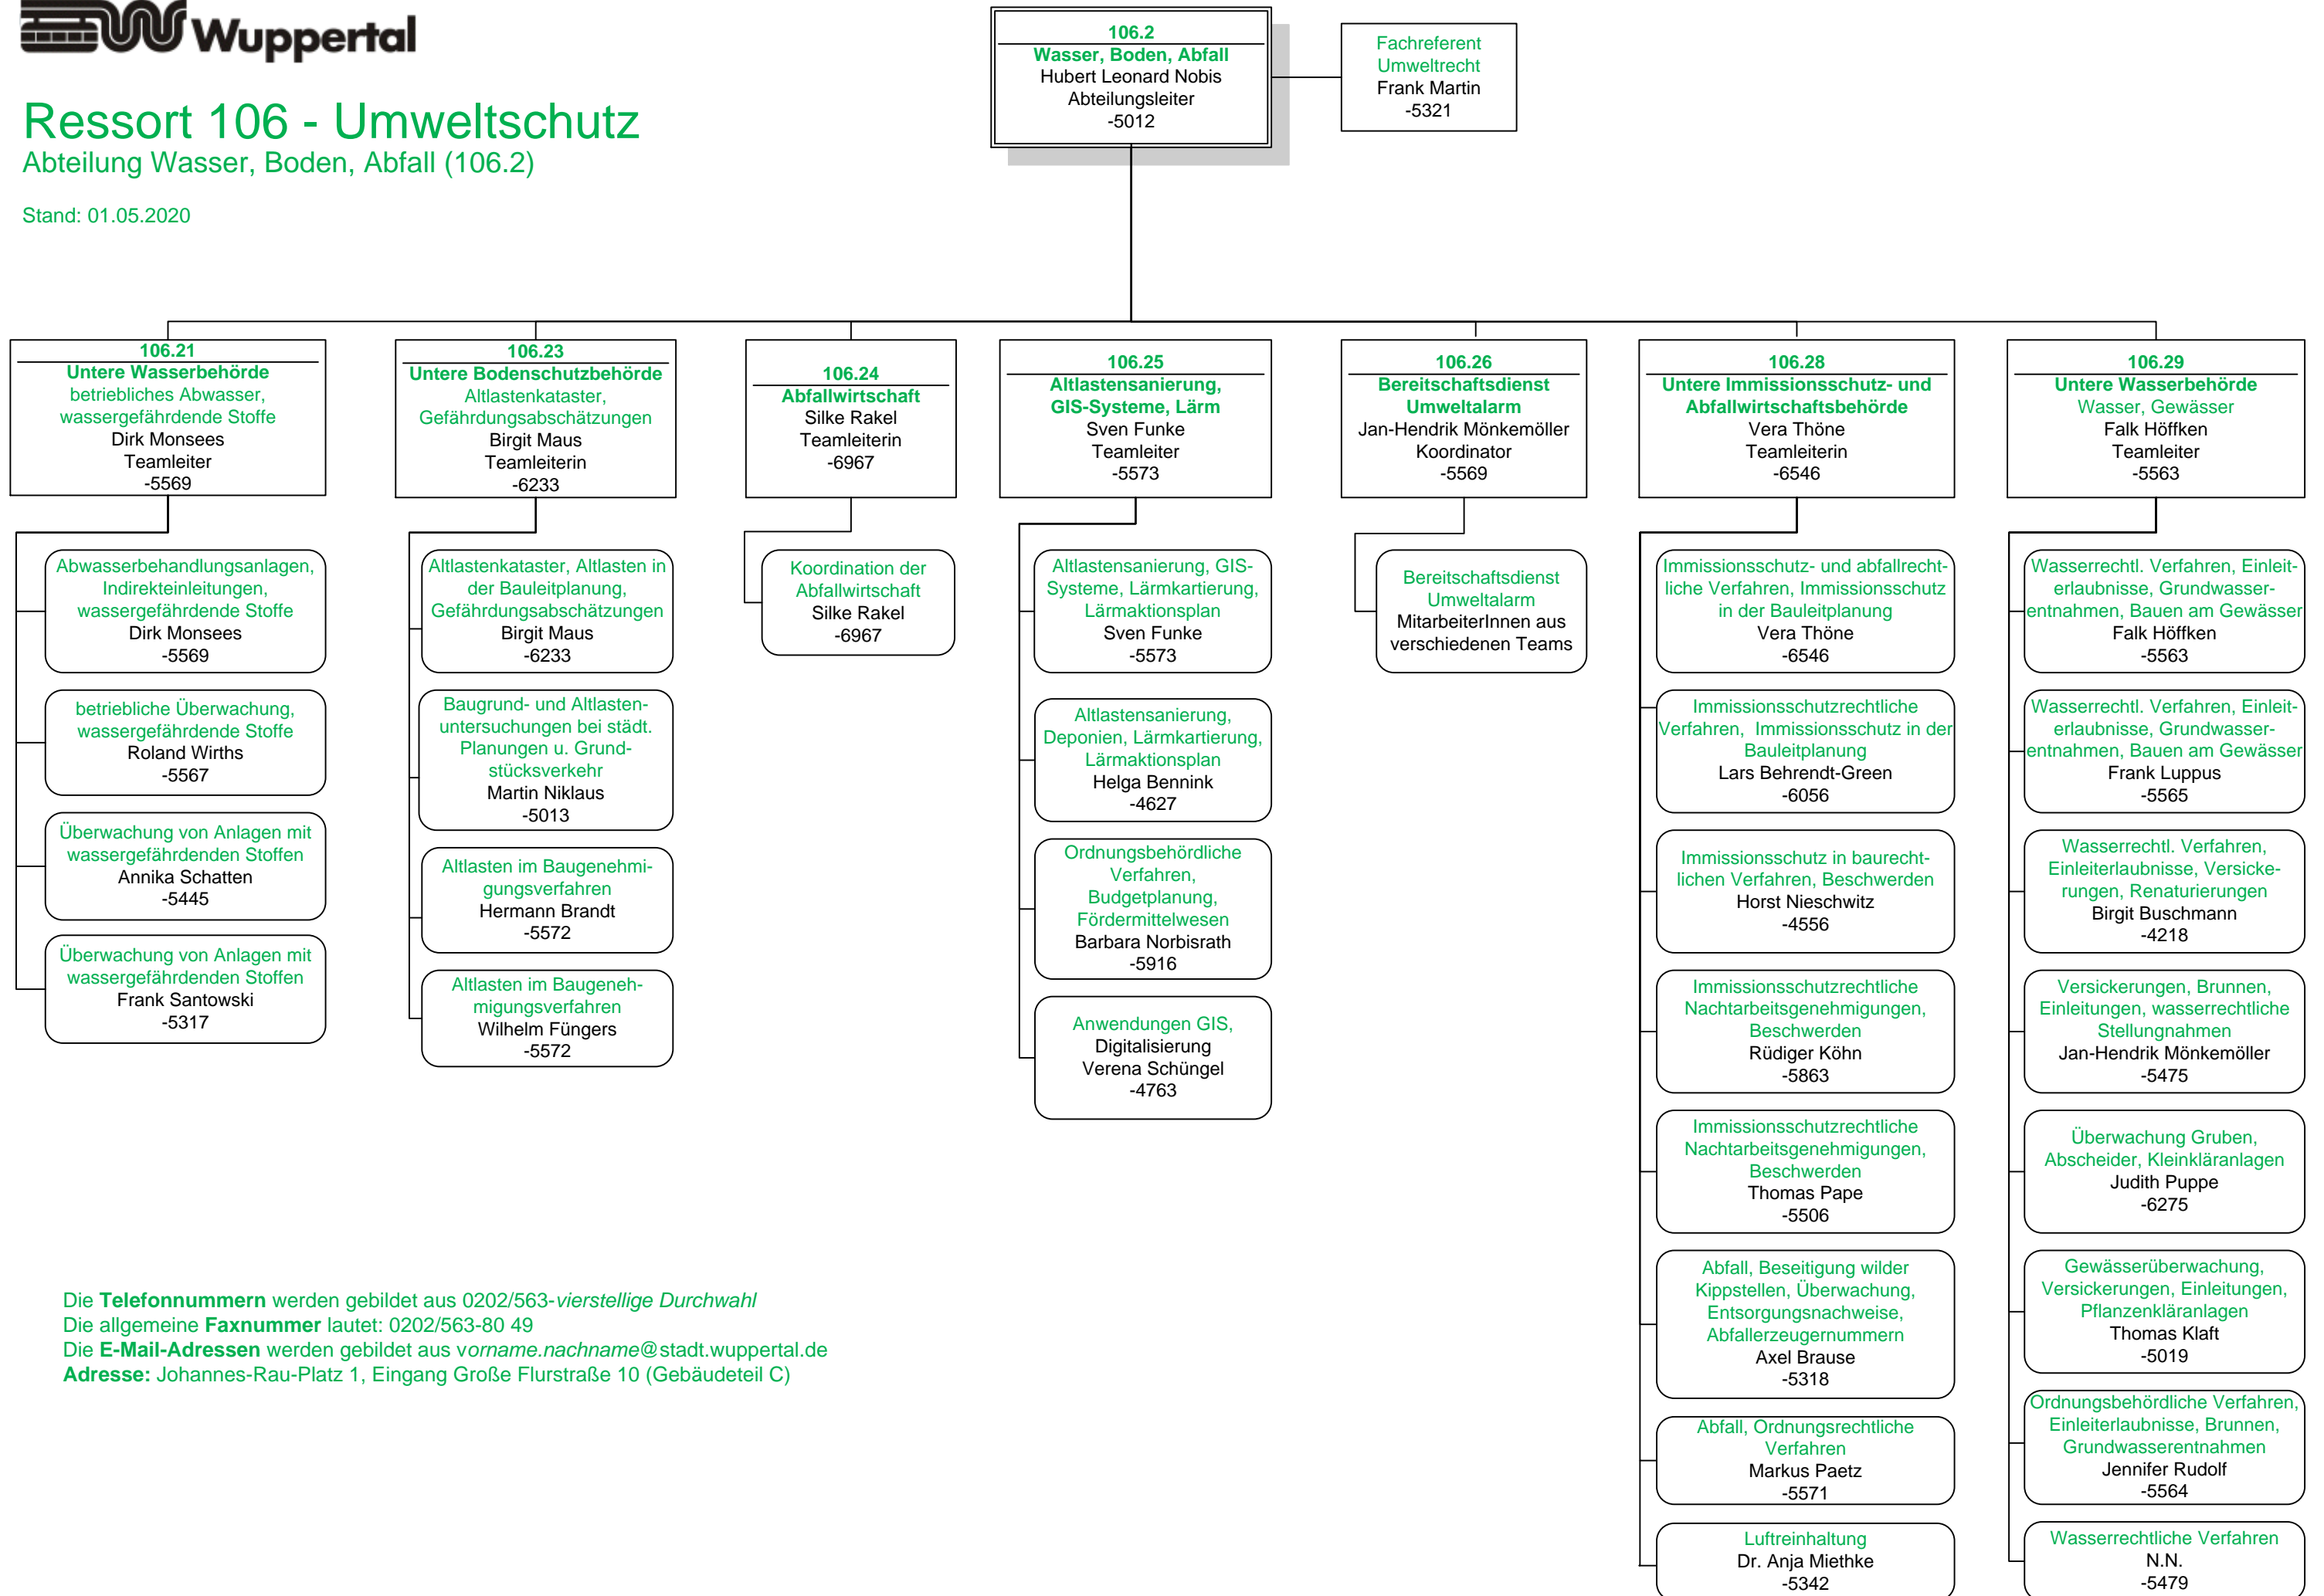 Wuppertal
Ressort 106 - Umweltschutz
Abteilung Wasser, Boden, Abfall (106.2)
Stand: 01.05.2020
106.2
Wasser, Boden, Abfall
Hubert Leonard Nobis
Abteilungsleiter
-5012
Fachreferent
Umweltrecht
Frank Martin
-5321
106.21
Untere Wasserbehörde
betriebliches Abwasser,
wassergefährdende Stoffe
Dirk Monsees
Teamleiter
-5569
Abwasserbehandlungsanlagen,
Indirekteinleitungen,
wassergefährdende Stoffe
Dirk Monsees
-5569
betriebliche Überwachung,
wassergefährdende Stoffe
Roland Wirths
-5567
Überwachung von Anlagen mit
wassergefährdenden Stoffen
Annika Schatten
-5445
Überwachung von Anlagen mit
wassergefährdenden Stoffen
Frank Santowski
-5317
106.23
Untere Bodenschutzbehörde
Altlastenkataster,
Gefährdungsabschätzungen
Birgit Maus
Teamleiterin
-6233
Altlastenkataster, Altlasten in
der Bauleitplanung,
Gefährdungsabschätzungen
Birgit Maus
-6233
Baugrund- und Altlasten-
untersuchungen bei städt.
Planungen u. Grund-
stücksverkehr
Martin Niklaus
-5013
Altlasten im Baugenehmi-
gungsverfahren
Hermann Brandt
-5572
Altlasten im Baugeneh-
migungsverfahren
Wilhelm Füngers
-5572
106.24
Abfallwirtschaft
Silke Rakel
Teamleiterin
-6967
Koordination der
Abfallwirtschaft
Silke Rakel
-6967
106.25
Altlastensanierung,
GIS-Systeme, Lärm
Sven Funke
Teamleiter
-5573
Altlastensanierung, GIS-
Systeme, Lärmkartierung,
Lärmaktionsplan
Sven Funke
-5573
Altlastensanierung,
Deponien, Lärmkartierung,
Lärmaktionsplan
Helga Bennink
-4627
Ordnungsbehördliche
Verfahren,
Budgetplanung,
Fördermittelwesen
Barbara Norbisrath
-5916
Anwendungen GIS,
Digitalisierung
Verena Schüngel
-4763
106.26
Bereitschaftsdienst
Umweltalarm
Jan-Hendrik Mönkemöller
Koordinator
-5569
Bereitschaftsdienst
Umweltalarm
MitarbeiterInnen aus
verschiedenen Teams
106.28
Untere Immissionsschutz- und
Abfallwirtschaftsbehörde
Vera Thöne
Teamleiterin
-6546
Immissionsschutz- und abfallrecht-
liche Verfahren, Immissionsschutz
in der Bauleitplanung
Vera Thöne
-6546
Immissionsschutzrechtliche
Verfahren, Immissionsschutz in der
Bauleitplanung
Lars Behrendt-Green
-6056
Immissionsschutz in baurecht-
lichen Verfahren, Beschwerden
Horst Nieschwitz
-4556
Immissionsschutzrechtliche
Nachtarbeitsgenehmigungen,
Beschwerden
Rüdiger Köhn
-5863
Immissionsschutzrechtliche
Nachtarbeitsgenehmigungen,
Beschwerden
Thomas Pape
-5506
Abfall, Beseitigung wilder
Kippstellen, Überwachung,
Entsorgungsnachweise,
Abfallerzeugernummern
Axel Brause
-5318
Abfall, Ordnungsrechtliche
Verfahren
Markus Paetz
-5571
Luftreinhaltung
Dr. Anja Miethke
-5342
106.29
Untere Wasserbehörde
Wasser, Gewässer
Falk Höffken
Teamleiter
-5563
Wasserrechtl. Verfahren, Einleit-
erlaubnisse, Grundwasser-
entnahmen, Bauen am Gewässer
Falk Höffken
-5563
Wasserrechtl. Verfahren, Einleit-
erlaubnisse, Grundwasser-
entnahmen, Bauen am Gewässer
Frank Luppus
-5565
Wasserrechtl. Verfahren,
Einleiterlaubnisse, Versicke-
rungen, Renaturierungen
Birgit Buschmann
-4218
Versickerungen, Brunnen,
Einleitungen, wasserrechtliche
Stellungnahmen
Jan-Hendrik Mönkemöller
-5475
Überwachung Gruben,
Abscheider, Kleinkläranlagen
Judith Puppe
-6275
Gewässerüberwachung,
Versickerungen, Einleitungen,
Pflanzenkläranlagen
Thomas Klaft
-5019
Ordnungsbehördliche Verfahren,
Einleiterlaubnisse, Brunnen,
Grundwasserentnahmen
Jennifer Rudolf
-5564
Wasserrechtliche Verfahren
N.N.
-5479
Die Telefonnummern werden gebildet aus 0202/563-vierstellige Durchwahl
Die allgemeine Faxnummer lautet: 0202/563-80 49
Die E-Mail-Adressen werden gebildet aus vorname.nachname@stadt.wuppertal.de
Adresse: Johannes-Rau-Platz 1, Eingang Große Flurstraße 10 (Gebäudeteil C)